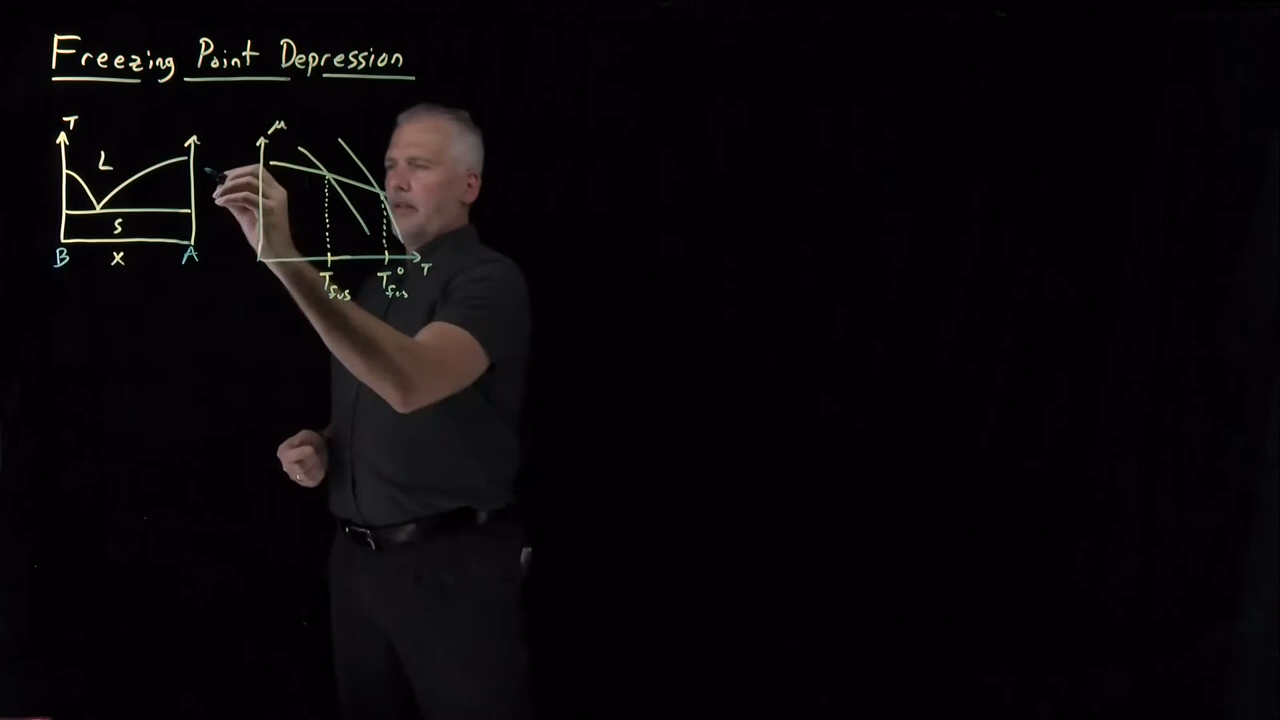 Freezing Point Depression
T
L
S
B X A
μ
T
T_fus T°_fus